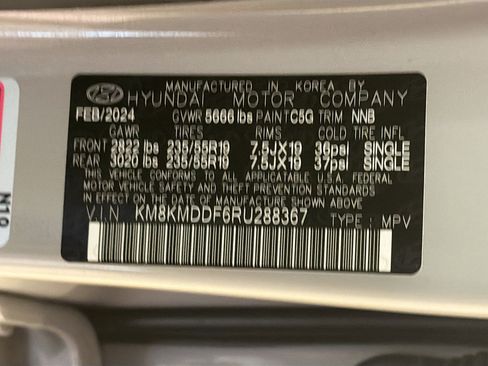 MANUFACTURED IN KOREA BY
HYUNDAI MOTOR COMPANY
FEB/2024 GVWR 5666 lbs PAINT C5G TRIM NNB
GAWR TIRES RIMS COLD TIRE INFL
FRONT 2822 lbs 235/55R19 7.5JX19 36psi SINGLE
REAR 3020 lbs 235/55R19 7.5JX19 37psi SINGLE
THIS VEHICLE CONFORMS TO ALL APPLICABLE U.S.A. FEDERAL
MOTOR VEHICLE SAFETY AND THEFT PREVENTION STANDARDS
IN EFFECT ON THE DATE OF MANUFACTURE SHOWN ABOVE.
V.I.N KM8KMDDF6RU288367 TYPE : MPV
N10